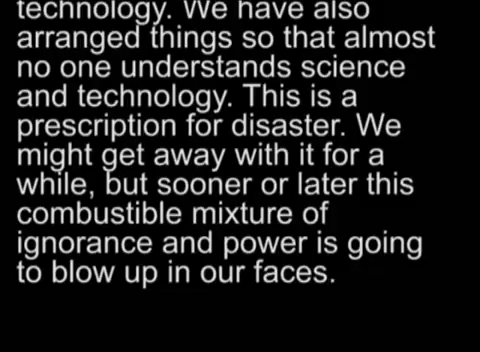 technology. We have also
arranged things so that almost
no one understands science
and technology. This is a
prescription for disaster. We
might get away with it for a
while, but sooner or later this
combustible mixture of
ignorance and power is going
to blow up in our faces.